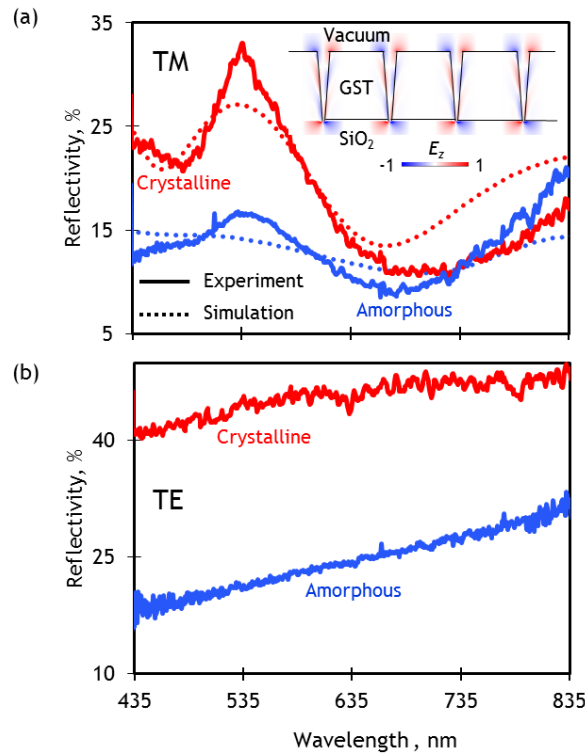 (a)
35
25
15
5
Reflectivity, %
TM
Vacuum
GST
SiO2
Ez
-1 1
Crystalline
Experiment
Simulation
Amorphous
(b)
40
25
10
Reflectivity, %
Crystalline
TE
Amorphous
435 535 635 735 835
Wavelength , nm